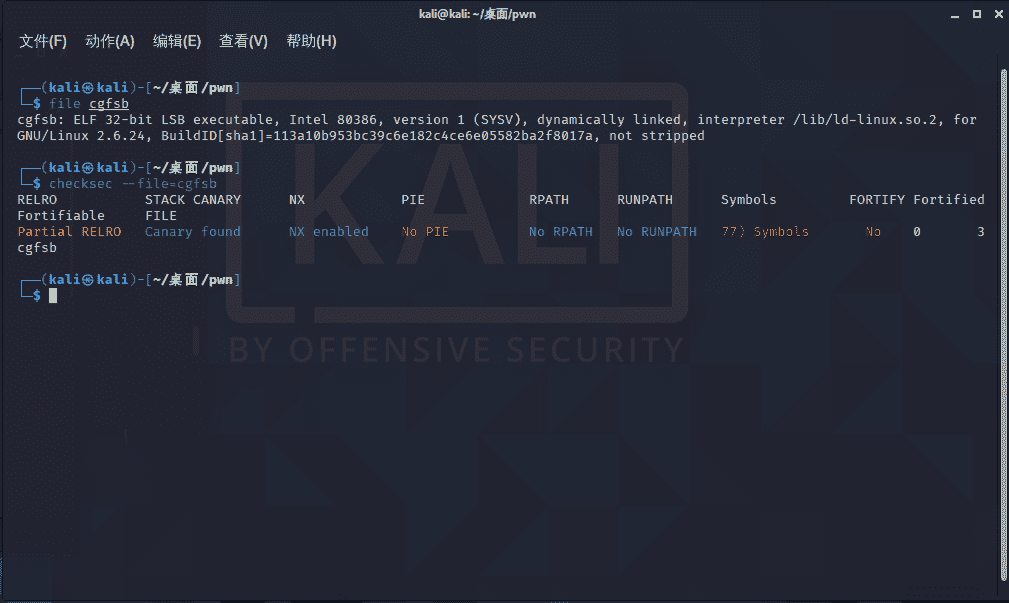 kali@kali: ~/桌面/pwn
文件(F) 动作(A) 编辑(E) 查看(V) 帮助(H)
┌──(kali㉿kali)-[~/桌面/pwn]
└─$ file cgfsb
cgfsb: ELF 32-bit LSB executable, Intel 80386, version 1 (SYSV), dynamically linked, interpreter /lib/ld-linux.so.2, for
GNU/Linux 2.6.24, BuildID[sha1]=113a10b953bc39c6e182c4ce6e05582ba2f8017a, not stripped
┌──(kali㉿kali)-[~/桌面/pwn]
└─$ checksec --file=cgfsb
RELRO STACK CANARY NX PIE RPATH RUNPATH Symbols FORTIFY Fortified
Fortifiable FILE
Partial RELRO Canary found NX enabled No PIE No RPATH No RUNPATH 77) Symbols No 0 3
cgfsb
┌──(kali㉿kali)-[~/桌面/pwn]
└─$
KALI
BY OFFENSIVE SECURITY